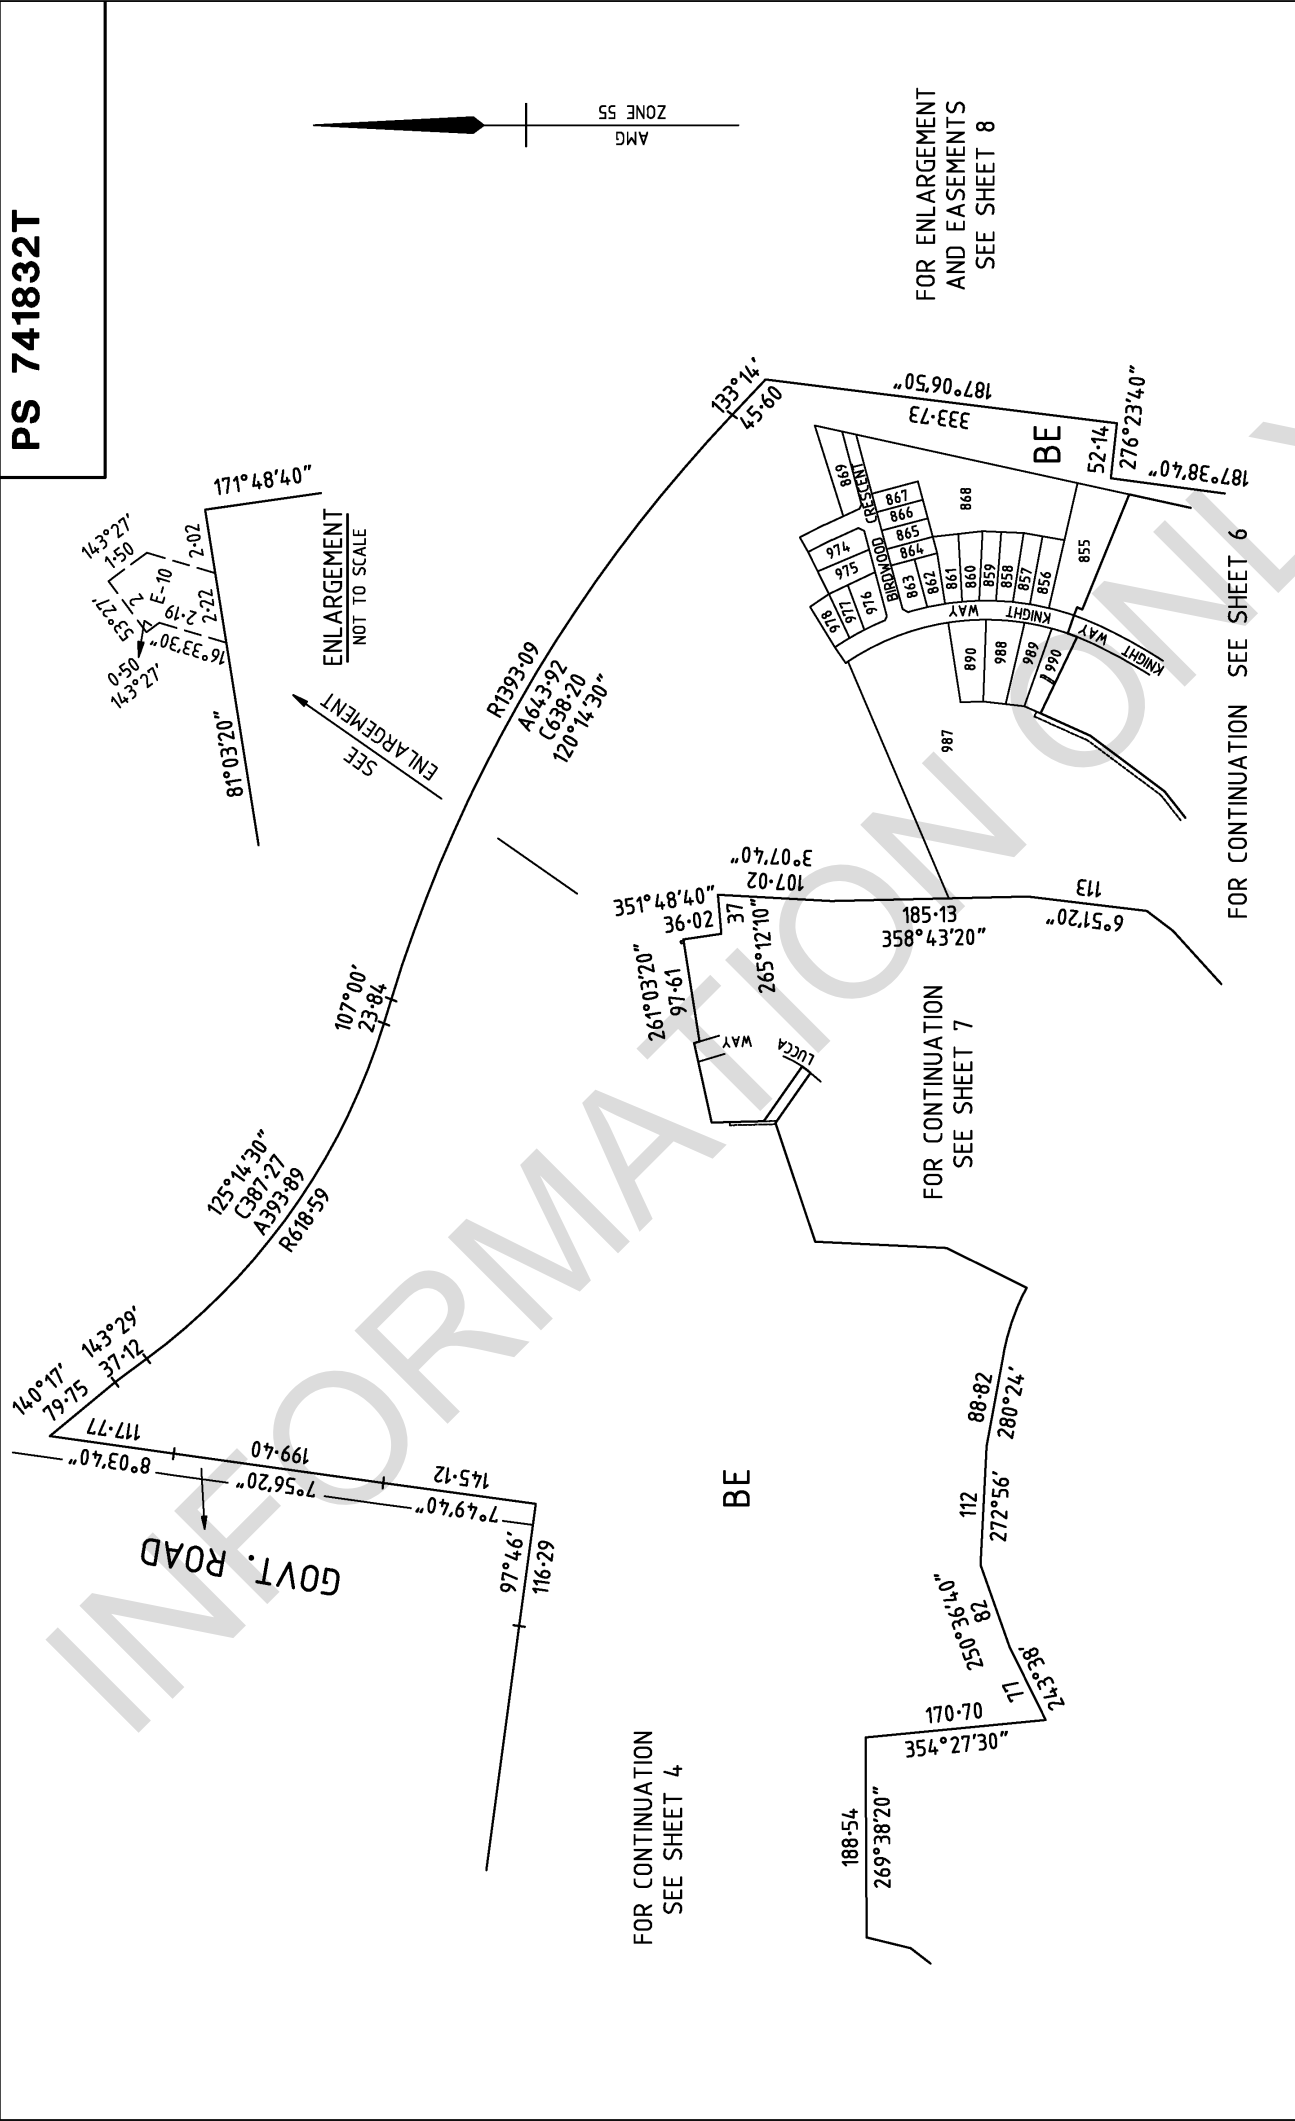 PS 741832T
AMG
ZONE 55
143°27'
1·50
53°27'
2
E-10
2·19
2·02
2·22
0·50
143°27'
16°33'30"
171°48'40"
81°03'20"
ENLARGEMENT
NOT TO SCALE
SEE
ENLARGEMENT
FOR ENLARGEMENT
AND EASEMENTS
SEE SHEET 8
140°17'
79·75
143°29'
37·12
125°14'30"
C387·27
A393·89
R618·59
107°00'
23·84
R1393·09
A643·92
C638·20
120°14'30"
133°14'
45·60
187°06'50"
333·73
BE
52·14
276°23'40"
187°38'40"
117·77
8°03'40"
199·40
7°56'20"
145·12
7°49'40"
GOVT. ROAD
97°46'
116·29
351°48'40"
36·02
37
265°12'10"
261°03'20"
97·61
107·02
3°07'40"
185·13
358°43'20"
113
6°51'20"
WAY
LUCCA
869
CRESCENT
BIRDWOOD
867
866
865
864
863
862
861
860
859
858
857
856
855
868
974
975
976
977
978
KNIGHT WAY
KNIGHT WAY
890
988
989
990
987
FOR CONTINUATION SEE SHEET 6
FOR CONTINUATION
SEE SHEET 7
BE
88·82
280°24'
112
272°56'
250°36'40"
82
77
243°38'
170·70
354°27'30"
188·54
269°38'20"
FOR CONTINUATION
SEE SHEET 4
INFORMATION ONLY